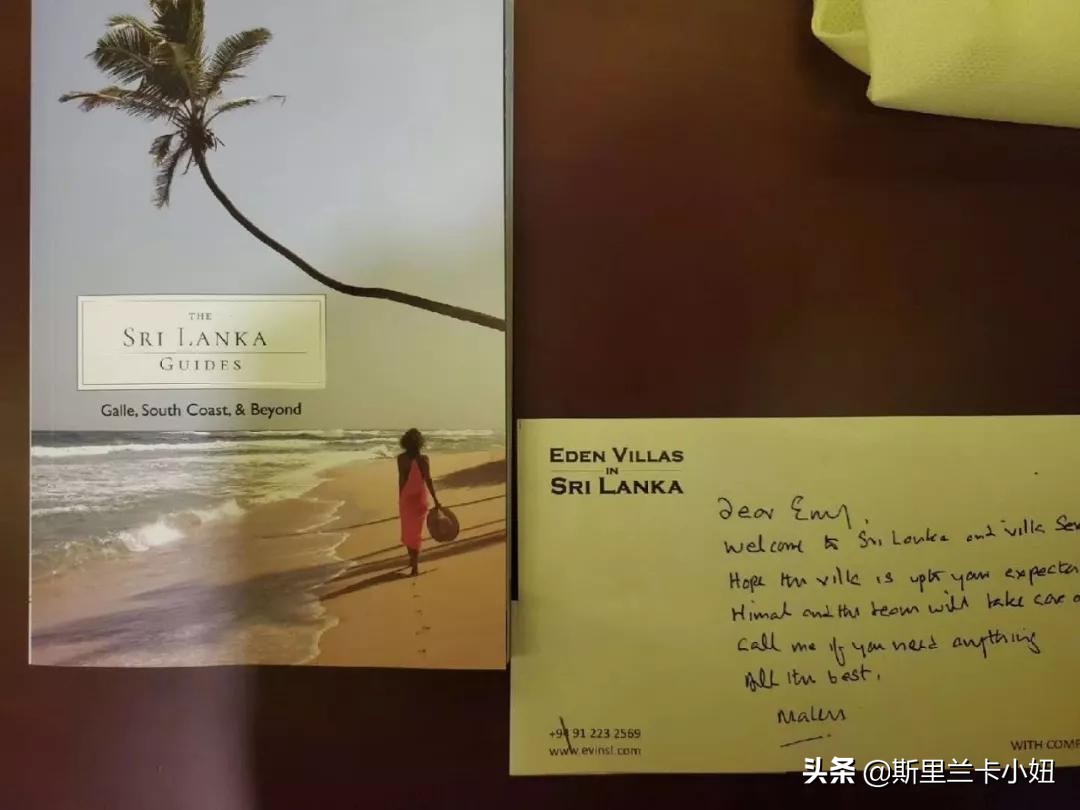 THE
SRI LANKA
GUIDES
Galle, South Coast, & Beyond
EDEN VILLAS
IN
SRI LANKA
Dear Emy,
Welcome to Sri Lanka and villa Ser
Hope the villa is upto your expecta
Himal and the team will take care o
Call me if you need anything
All the best.
+94 91 223 2569
www.evinsl.com
WITH COMP
头条 @斯里兰卡小妞